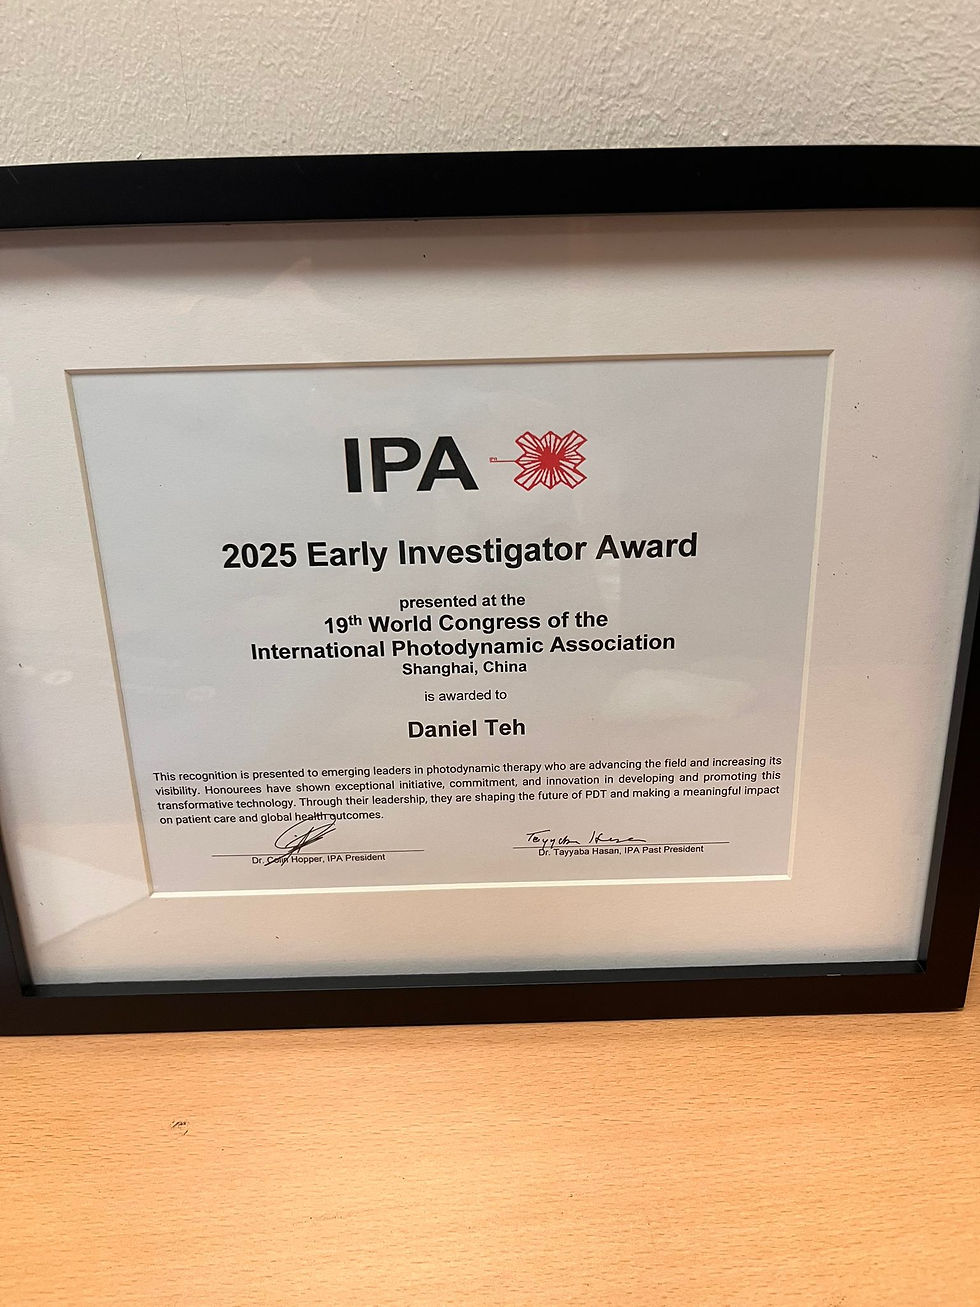 IPA
IPA
2025 Early Investigator Award
presented at the
19th World Congress of the
International Photodynamic Association
Shanghai, China
is awarded to
Daniel Teh
This recognition is presented to emerging leaders in photodynamic therapy who are advancing the field and increasing its
visibility. Honourees have shown exceptional initiative, commitment, and innovation in developing and promoting this
transformative technology. Through their leadership, they are shaping the future of PDT and making a meaningful impact
on patient care and global health outcomes.
Tayyaba Hasan
Dr. Colin Hopper, IPA President
Dr. Tayyaba Hasan, IPA Past President